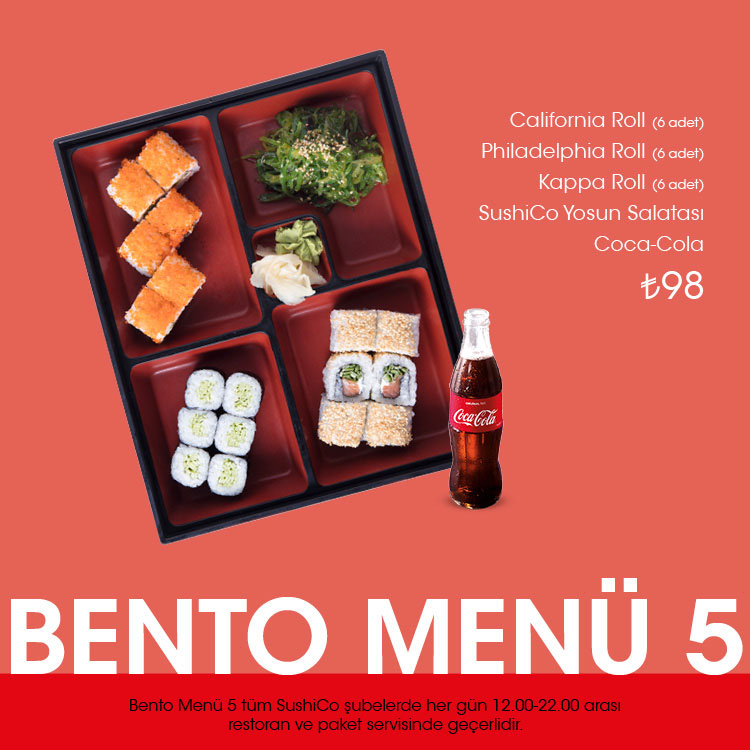 California Roll (6 adet)
Philadelphia Roll (6 adet)
Kappa Roll (6 adet)
SushiCo Yosun Salatası
Coca-Cola
₺98
Coca-Cola
BENTO MENÜ 5
Bento Menü 5 tüm SushiCo şubelerde her gün 12.00-22.00 arası
restoran ve paket servisinde geçerlidir.